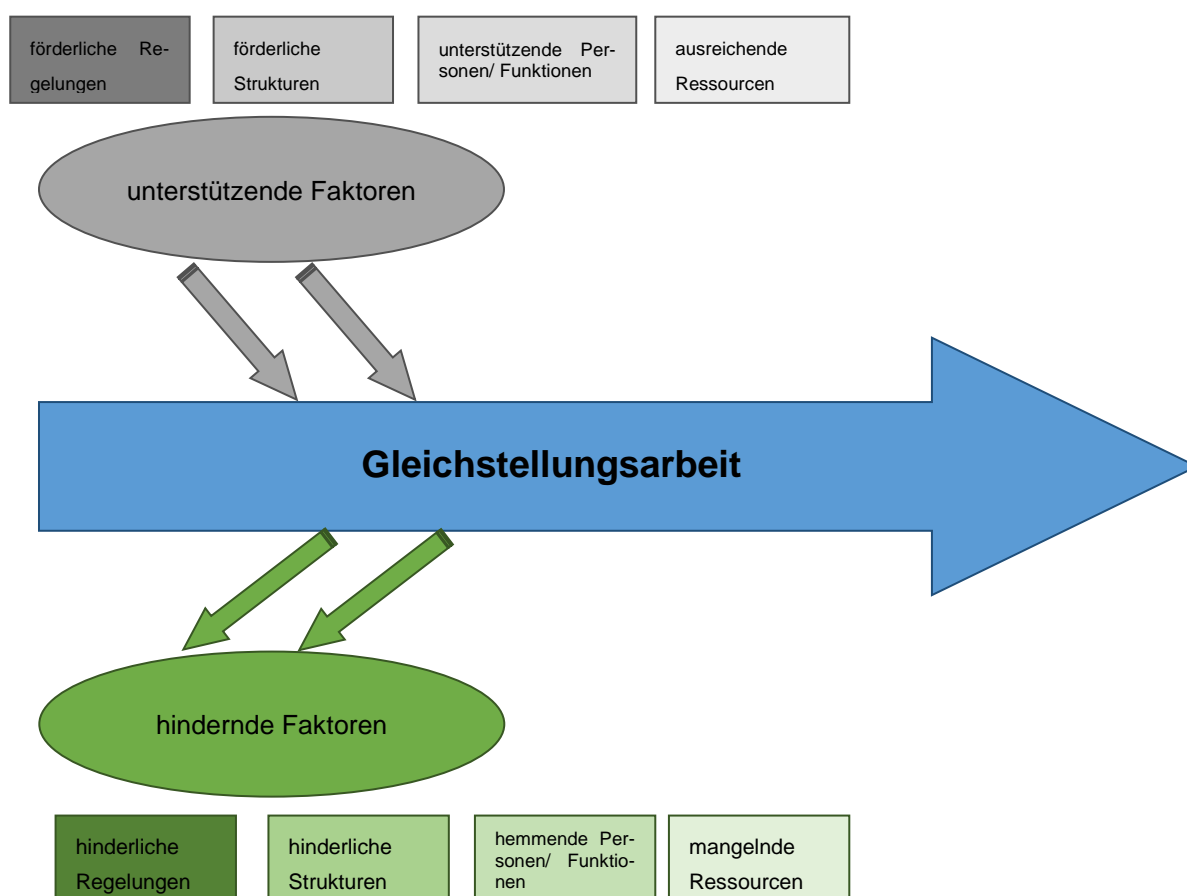 förderliche Re-
gelungen
förderliche
Strukturen
unterstützende Per-
sonen/ Funktionen
ausreichende
Ressourcen
unterstützende Faktoren
Gleichstellungsarbeit
hindernde Faktoren
hinderliche
Regelungen
hinderliche
Strukturen
hemmende Per-
sonen/ Funktio-
nen
mangelnde
Ressourcen